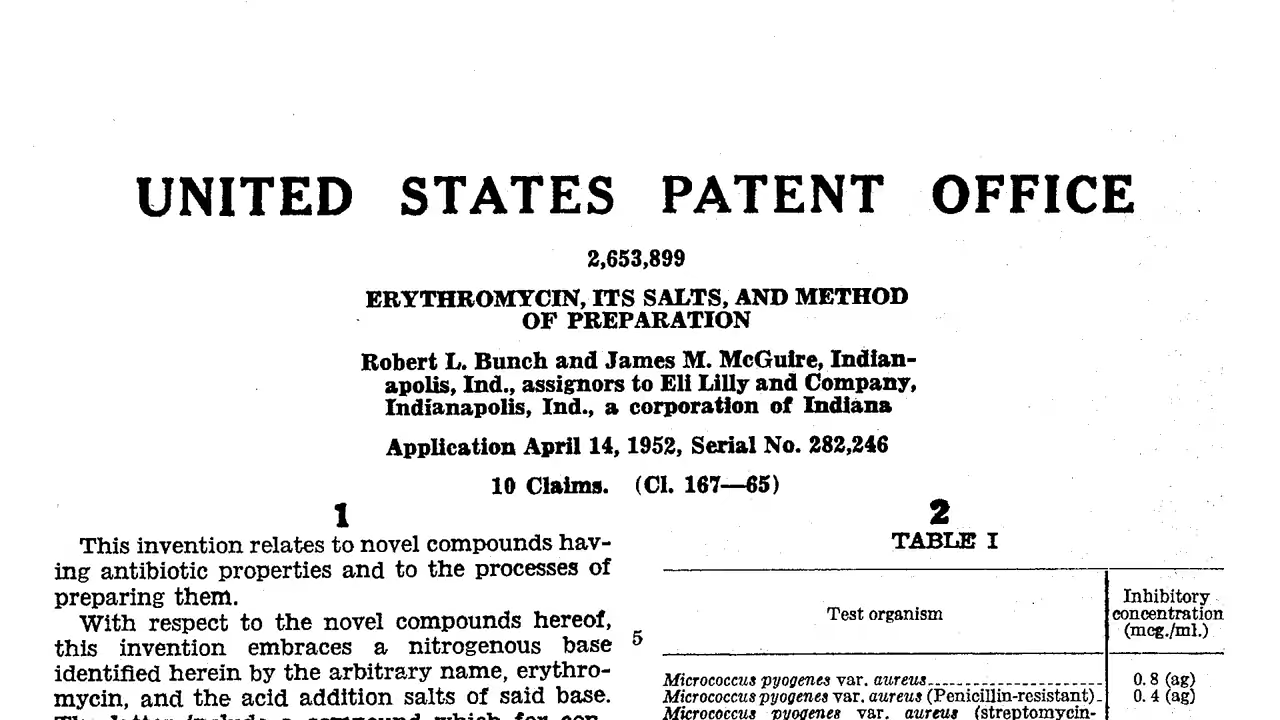 UNITED STATES PATENT OFFICE
2,653,899
ERYTHROMYCIN, ITS SALTS, AND METHOD
OF PREPARATION
Robert L. Bunch and James M. McGuire, Indian-
apolis, Ind., assignors to Eli Lilly and Company,
Indianapolis, Ind., a corporation of Indiana
Application April 14, 1952, Serial No. 282,246
10 Claims. (Cl. 167—65)
1
This invention relates to novel compounds hav-
ing antibiotic properties and to the processes of
preparing them.
With respect to the novel compounds hereof,
this invention embraces a nitrogenous base
identified herein by the arbitrary name, erythro-
mycin, and the acid addition salts of said base.
5
2
TABLE I
Test organism
Inhibitory
concentration
(mcg./ml.)
Micrococcus pyogenes var. aureus 0.8 (ag)
Micrococcus pyogenes var. aureus (Penicillin-resistant) 0.4 (ag)
Micrococcus pyogenes var. aureus (streptomycin-